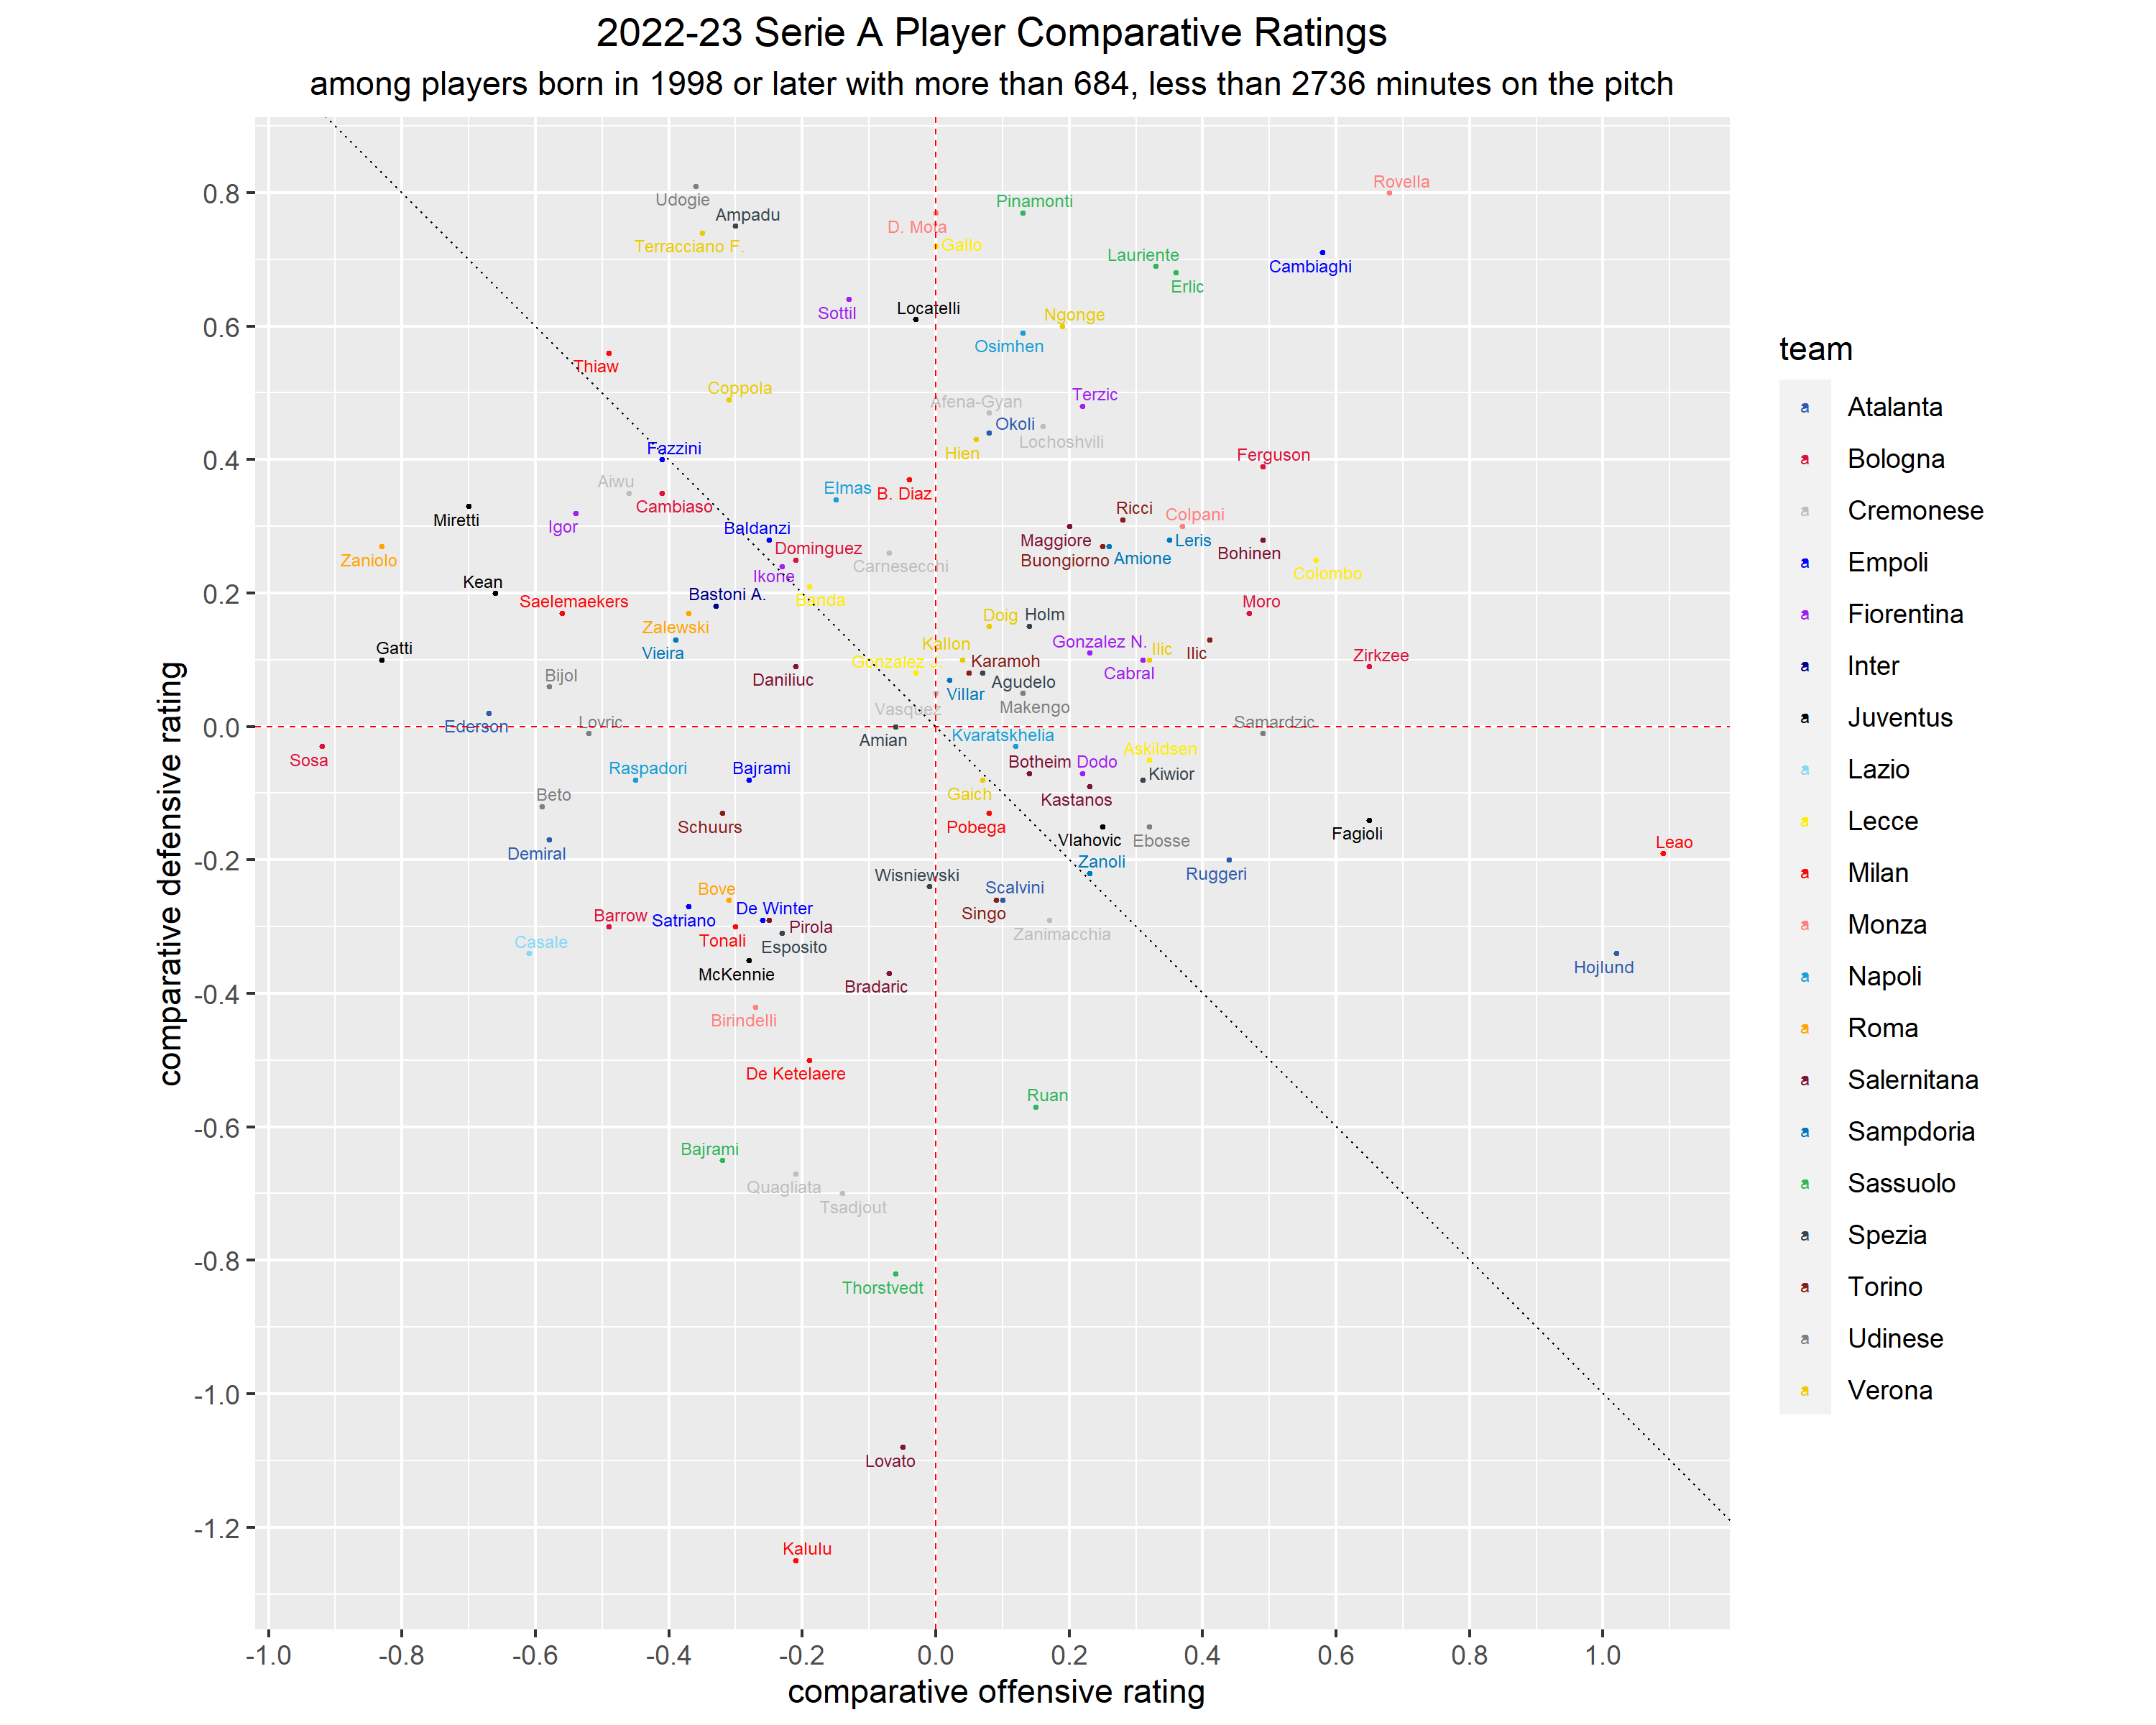 2022-23 Serie A Player Comparative Ratings
among players born in 1998 or later with more than 684, less than 2736 minutes on the pitch
comparative defensive rating
0.8
0.6
0.4
0.2
0.0
-0.2
-0.4
-0.6
-0.8
-1.0
-1.2
Rovella
Udogie
Pinamonti
Ampadu
D. Mota
Terracciano F.
Gallo
Lauriente
Cambiaghi
Erlic
Sottil
Locatelli
Ngonge
Osimhen
Thiaw
Coppola
Terzic
Afena-Gyan
Okoli
Lochoshvili
Fazzini
Hien
Ferguson
Aiwu
Elmas
B. Diaz
Cambiaso
Miretti
Ricci
Colpani
Igor
Baldanzi
Maggiore
Leris
Dominguez
Bohinen
Zaniolo
Carnesecchi
Buongiorno
Amione
Ikone
Colombo
Kean
Bastoni A.
Banda
Saelemaekers
Moro
Doig
Holm
Zalewski
Kallon
Gonzalez N.
Ilic
Gatti
Vieira
Ilic
Zirkzee
Gonzalez J.
Karamoh
Bijol
Daniliuc
Cabral
Agudelo
Villar
Vasquez
Makengo
Ederson
Lovric
Samardzic
Amian
Kvaratskhelia
Askildsen
Sosa
Raspadori
Bajrami
Botheim
Dodo
Kiwior
Beto
Gaich
Kastanos
Schuurs
Pobega
Fagioli
Vlahovic
Ebosse
Leao
Demiral
Zanoli
Wisniewski
Ruggeri
Bove
Scalvini
De Winter
Singo
Barrow
Satriano
Pirola
Zanimacchia
Tonali
Esposito
Casale
Hojlund
McKennie
Bradaric
Birindelli
De Ketelaere
Ruan
Bajrami
Quagliata
Tsadjout
Thorstvedt
Lovato
Kalulu
-1.0 -0.8 -0.6 -0.4 -0.2 0.0 0.2 0.4 0.6 0.8 1.0
comparative offensive rating
team
a Atalanta
a Bologna
a Cremonese
a Empoli
a Fiorentina
a Inter
a Juventus
a Lazio
a Lecce
a Milan
a Monza
a Napoli
a Roma
a Salernitana
a Sampdoria
a Sassuolo
a Spezia
a Torino
a Udinese
a Verona